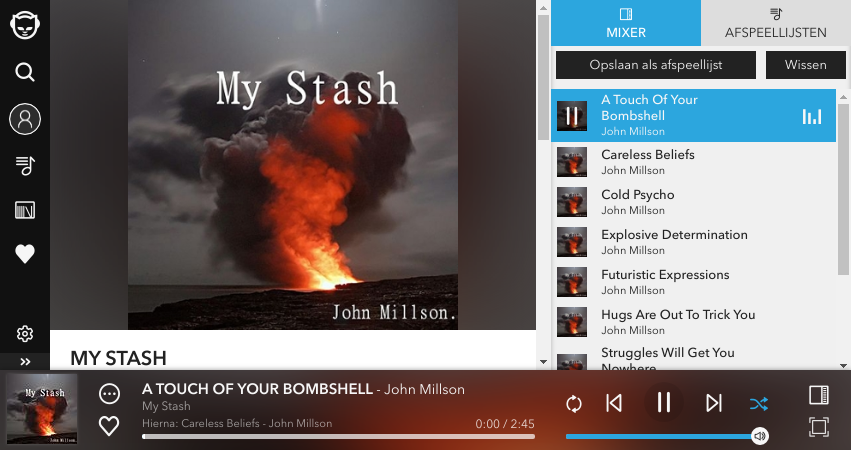 My Stash
John Millson.
MY STASH
MIXER
AFSPEELLIJSTEN
Opslaan als afspeellijst
Wissen
A Touch Of Your
Bombshell
John Millson
Careless Beliefs
John Millson
Cold Psycho
John Millson
Explosive Determination
John Millson
Futuristic Expressions
John Millson
Hugs Are Out To Trick You
John Millson
Struggles Will Get You
Nowhere
My Stash
John Millson.
A TOUCH OF YOUR BOMBSHELL - John Millson
My Stash
Hierna: Careless Beliefs - John Millson
0:00 / 2:45